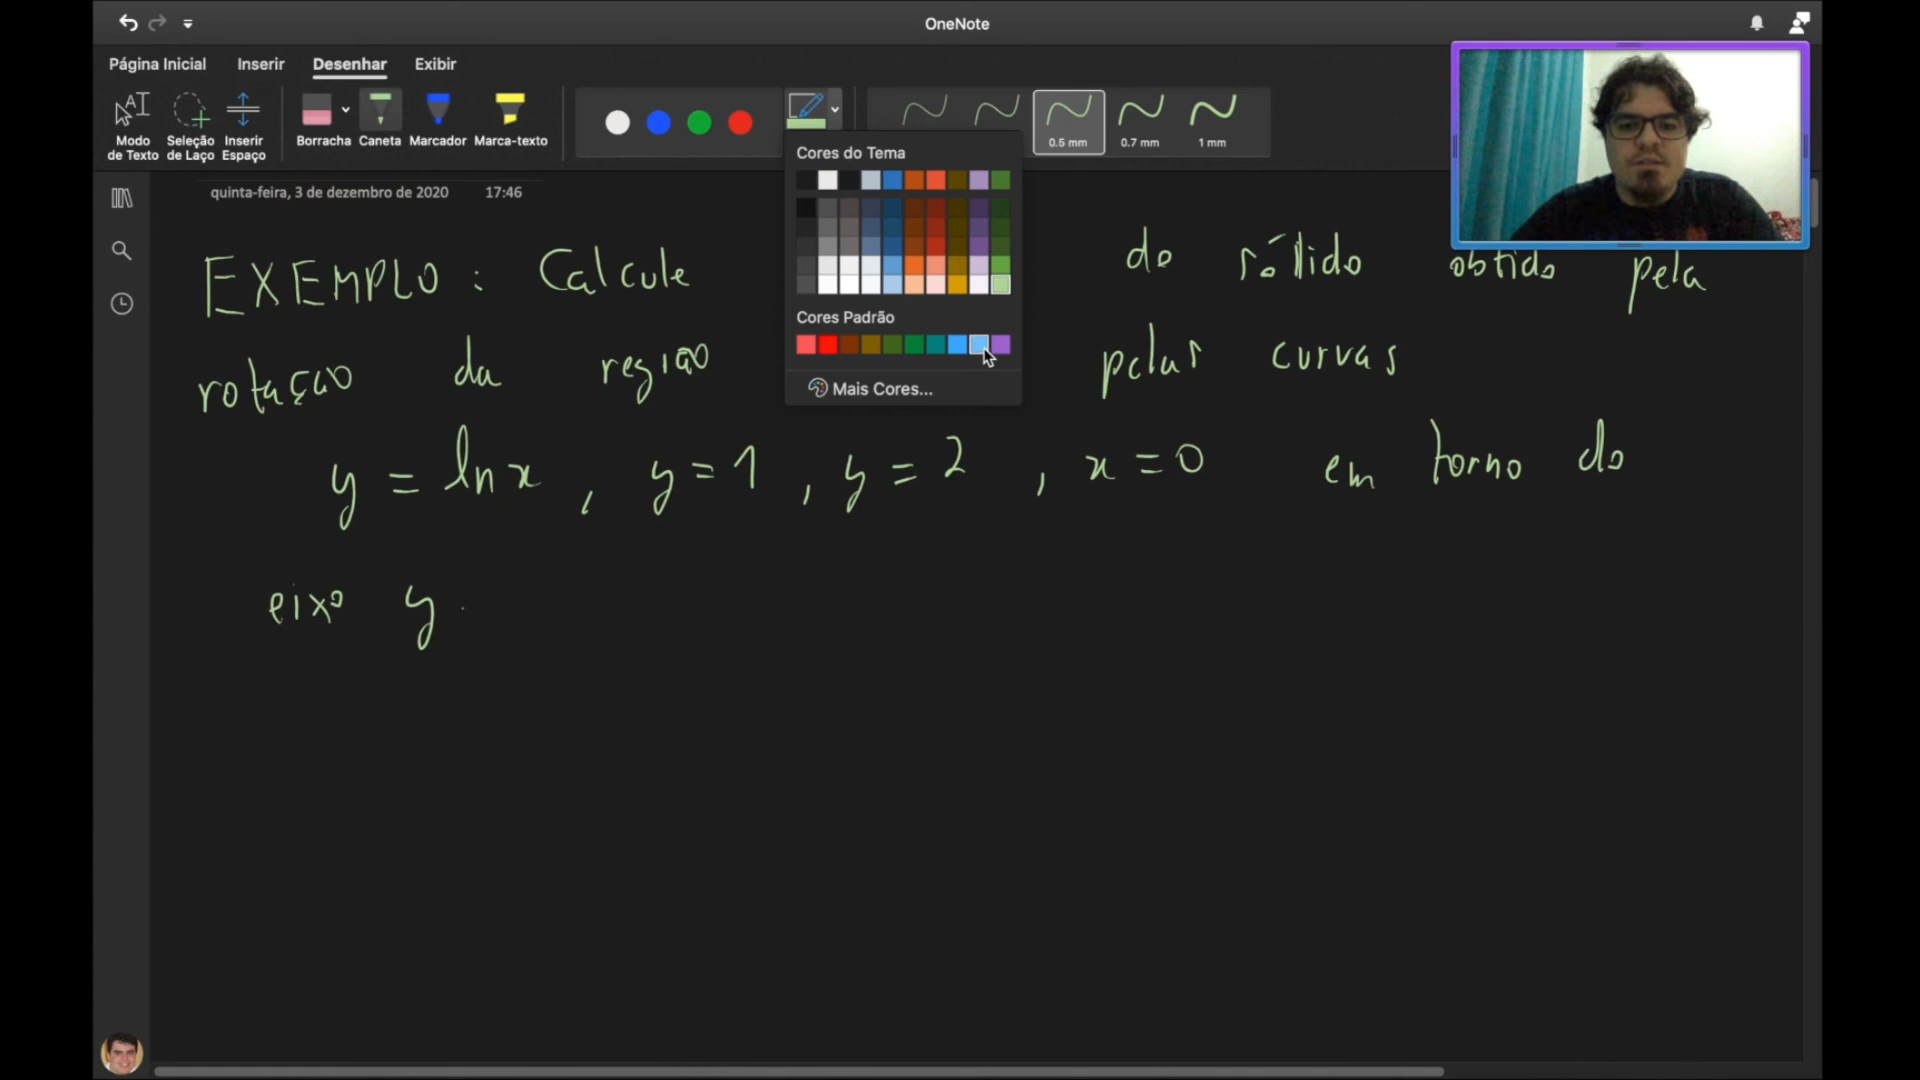 OneNote
Página Inicial Inserir Desenhar Exibir
Modo de Texto Seleção de Laço Inserir Espaço Borracha Caneta Marcador Marca-texto 0.5 mm 0.7 mm 1 mm
Cores do Tema
Cores Padrão
Mais Cores...
quinta-feira, 3 de dezembro de 2020 17:46
EXEMPLO : Calcule do sólido obtido pela
rotação da região pelas curvas
y = ln x , y = 1 , y = 2 , x = 0 em torno do
eixo y .